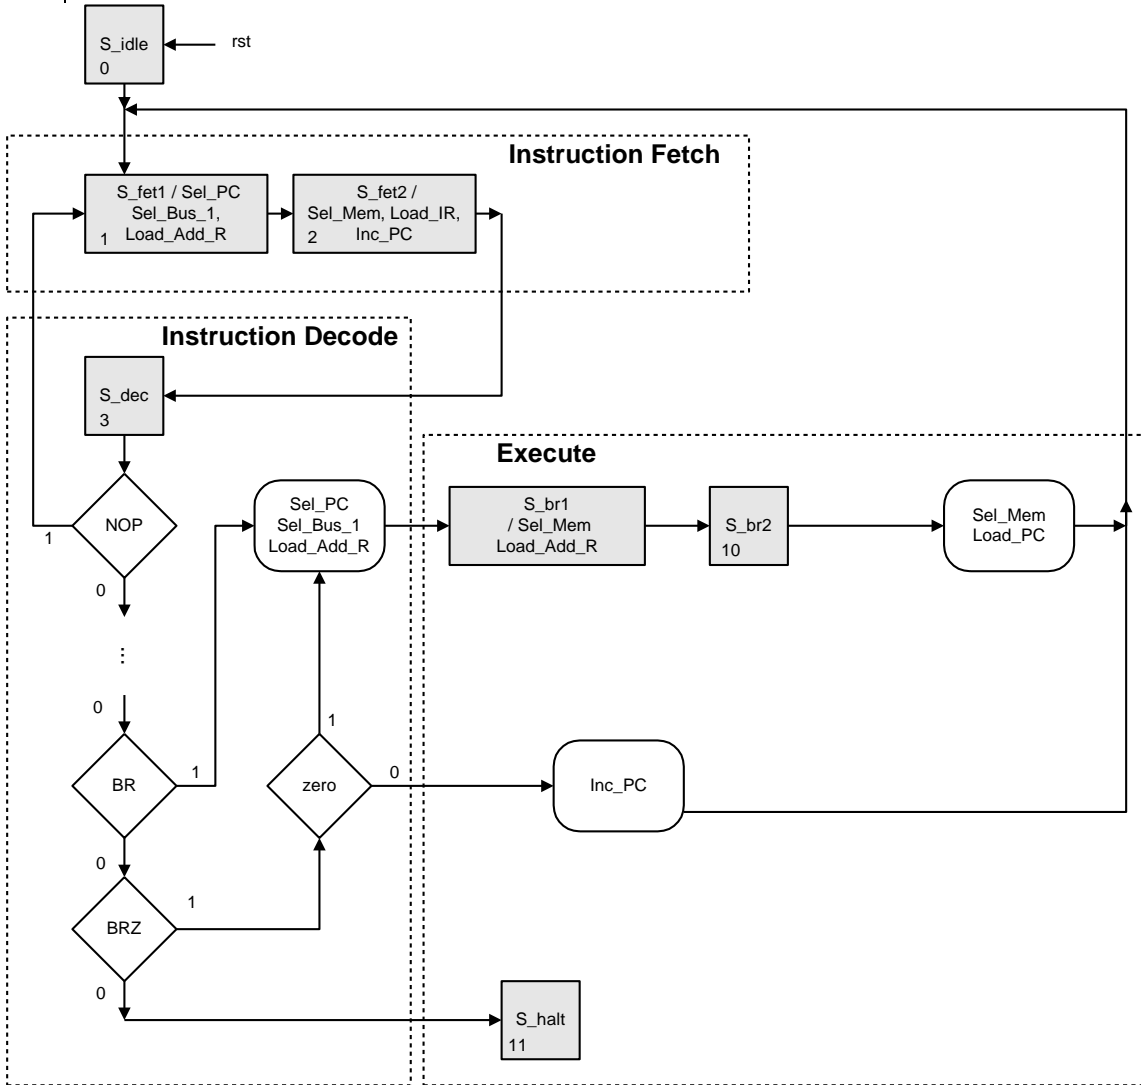 S_idle
0
rst
Instruction Fetch
S_fet1 / Sel_PC
Sel_Bus_1,
Load_Add_R
1
S_fet2 /
Sel_Mem, Load_IR,
Inc_PC
2
Instruction Decode
S_dec
3
NOP
1
0
...
0
BR
1
0
BRZ
1
0
Sel_PC
Sel_Bus_1
Load_Add_R
1
zero
0
Execute
S_br1
/ Sel_Mem
Load_Add_R
S_br2
10
Sel_Mem
Load_PC
Inc_PC
S_halt
11